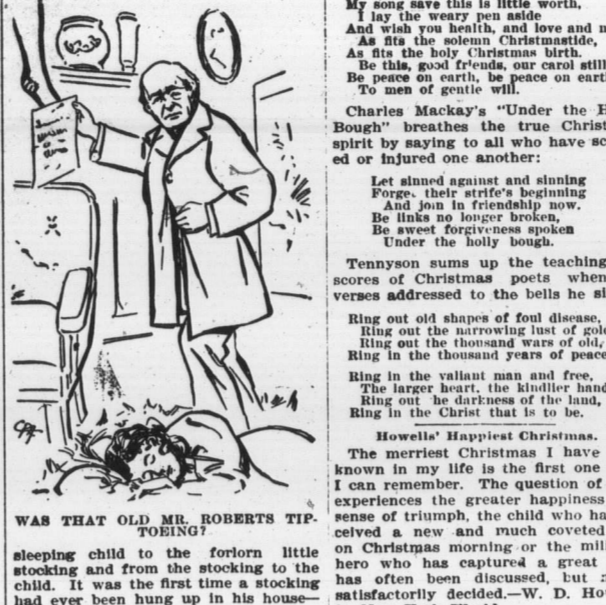 WAS THAT OLD MR. ROBERTS TIP-
TOEING?
sleeping child to the forlorn little
stocking and from the stocking to the
child. It was the first time a stocking
had ever been hung up in his house—
My song save this is little worth,
I lay the weary pen aside
And wish you health, and love and
As fits the solemn Christmastide,
As fits the holy Christmas birth.
Be this, good friends, our carol still
Be peace on earth, be peace on
To men of gentle will.
Charles Mackay's "Under the
Bough" breathes the true
spirit by saying to all who have
ed or injured one another:
Let sinned against and sinning
Forge. their strife's beginning
And join in friendship now.
Be links no longer broken,
Be sweet forgiveness spoken
Under the holly bough.
Tennyson sums up the teaching
scores of Christmas poets when
verses addressed to the bells he
Ring out old shapes of foul disease,
Ring out the narrowing lust of
Ring out the thousand wars of old,
Ring in the thousand years of peace
Ring in the valiant man and free,
The larger heart, the kindlier hand
Ring out he darkness of the land,
Ring in the Christ that is to be.
Howells' Happiest Christmas.
The merriest Christmas I have
known in my life is the first one
I can remember. The question of
experiences the greater happiness
sense of triumph, the child who
ceived a new and much coveted
on Christmas morning or the
hero who has captured a great
has often been discussed, but
satisfactorily decided.—W. D.